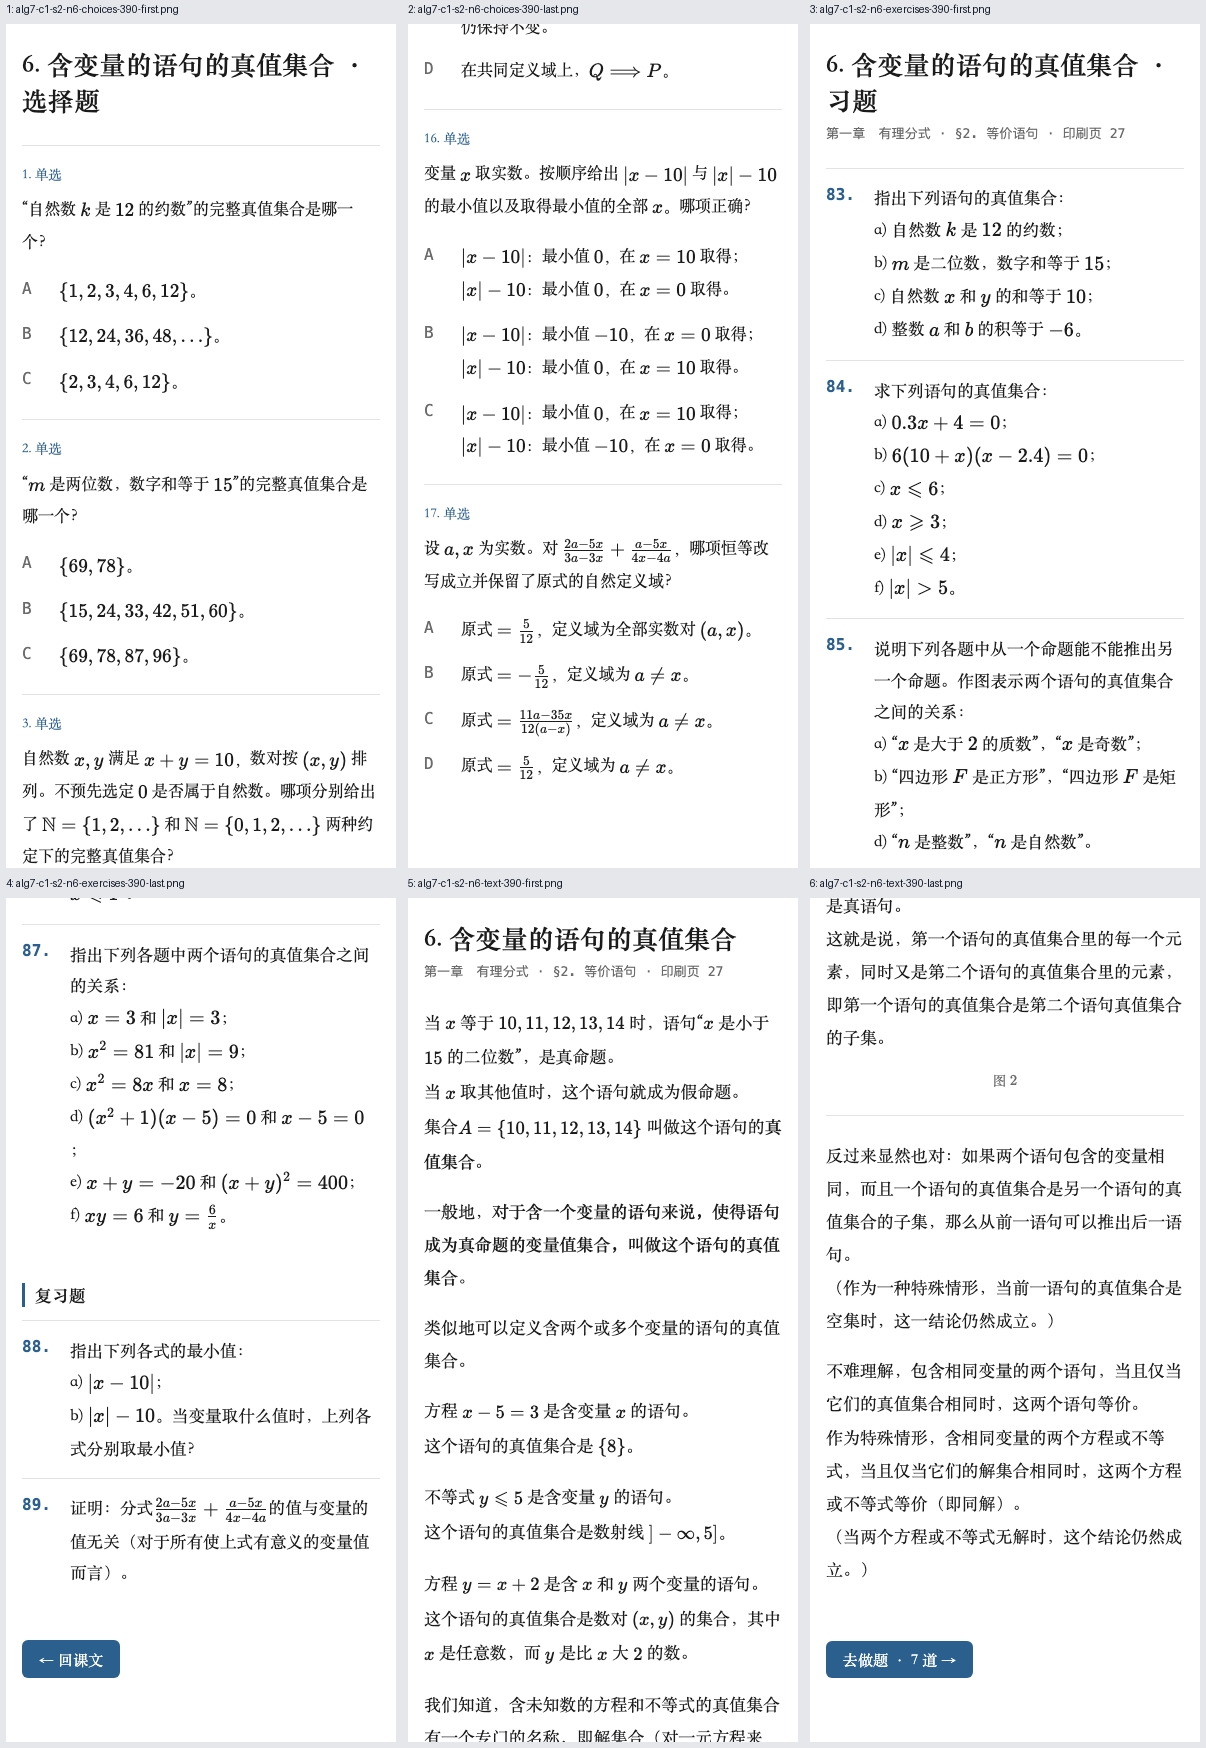 1: alg7-c1-s2-n6-choices-390-first.png
6. 含变量的语句的真值集合 ·
选择题
1. 单选
“自然数 k 是 12 的约数”的完整真值集合是哪一
个？
A {1, 2, 3, 4, 6, 12}。
B {12, 24, 36, 48, . . .}。
C {2, 3, 4, 6, 12}。
2. 单选
“m 是两位数，数字和等于 15”的完整真值集合是
哪一个？
A {69, 78}。
B {15, 24, 33, 42, 51, 60}。
C {69, 78, 87, 96}。
3. 单选
自然数 x, y 满足 x + y = 10，数对按 (x, y) 排
列。不预先选定 0 是否属于自然数。哪项分别给出
了 ℕ = {1, 2, . . .} 和 ℕ = {0, 1, 2, . . .} 两种约
定下的完整真值集合？
2: alg7-c1-s2-n6-choices-390-last.png
仍保持不变。
D 在共同定义域上，Q ⟹ P。
16. 单选
变量 x 取实数。按顺序给出 |x − 10| 与 |x| − 10
的最小值以及取得最小值的全部 x。哪项正确？
A |x − 10|：最小值 0，在 x = 10 取得；
|x| − 10：最小值 0，在 x = 0 取得。
B |x − 10|：最小值 −10，在 x = 0 取得；
|x| − 10：最小值 0，在 x = 10 取得。
C |x − 10|：最小值 0，在 x = 10 取得；
|x| − 10：最小值 −10，在 x = 0 取得。
17. 单选
设 a, x 为实数。对 (2a−5x)/(3a−3x) + (a−5x)/(4x−4a)，哪项恒等改
写成立并保留了原式的自然定义域？
A 原式 = 5/12，定义域为全部实数对 (a, x)。
B 原式 = −5/12，定义域为 a ≠ x。
C 原式 = (11a−35x)/(12(a−x))，定义域为 a ≠ x。
D 原式 = 5/12，定义域为 a ≠ x。
3: alg7-c1-s2-n6-exercises-390-first.png
6. 含变量的语句的真值集合 ·
习题
第一章 有理分式 · §2. 等价语句 · 印刷页 27
83. 指出下列语句的真值集合：
a) 自然数 k 是 12 的约数；
b) m 是二位数，数字和等于 15；
c) 自然数 x 和 y 的和等于 10；
d) 整数 a 和 b 的积等于 −6。
84. 求下列语句的真值集合：
a) 0.3x + 4 = 0；
b) 6(10 + x)(x − 2.4) = 0；
c) x ⩽ 6；
d) x ⩾ 3；
e) |x| ⩽ 4；
f) |x| > 5。
85. 说明下列各题中从一个命题能不能推出另
一个命题。作图表示两个语句的真值集合
之间的关系：
a) “x 是大于 2 的质数”，“x 是奇数”；
b) “四边形 F 是正方形”，“四边形 F 是矩
形”；
d) “n 是整数”，“n 是自然数”。
4: alg7-c1-s2-n6-exercises-390-last.png
87. 指出下列各题中两个语句的真值集合之间
的关系：
a) x = 3 和 |x| = 3；
b) x² = 81 和 |x| = 9；
c) x² = 8x 和 x = 8；
d) (x² + 1)(x − 5) = 0 和 x − 5 = 0
；
e) x + y = −20 和 (x + y)² = 400；
f) xy = 6 和 y = 6/x。
复习题
88. 指出下列各式的最小值：
a) |x − 10|；
b) |x| − 10。当变量取什么值时，上列各
式分别取最小值？
89. 证明：分式(2a−5x)/(3a−3x) + (a−5x)/(4x−4a)的值与变量的
值无关（对于所有使上式有意义的变量值
而言）。
← 回课文
5: alg7-c1-s2-n6-text-390-first.png
6. 含变量的语句的真值集合
第一章 有理分式 · §2. 等价语句 · 印刷页 27
当 x 等于 10, 11, 12, 13, 14 时，语句“x 是小于
15 的二位数”，是真命题。
当 x 取其他值时，这个语句就成为假命题。
集合A = {10, 11, 12, 13, 14} 叫做这个语句的真
值集合。
一般地，对于含一个变量的语句来说，使得语句
成为真命题的变量值集合，叫做这个语句的真值
集合。
类似地可以定义含两个或多个变量的语句的真值
集合。
方程 x − 5 = 3 是含变量 x 的语句。
这个语句的真值集合是 {8}。
不等式 y ⩽ 5 是含变量 y 的语句。
这个语句的真值集合是数射线 ] − ∞, 5]。
方程 y = x + 2 是含 x 和 y 两个变量的语句。
这个语句的真值集合是数对 (x, y) 的集合，其中
x 是任意数，而 y 是比 x 大 2 的数。
我们知道，含未知数的方程和不等式的真值集合
有一个专门的名称，即解集合（对一元方程来
6: alg7-c1-s2-n6-text-390-last.png
是真语句。
这就是说，第一个语句的真值集合里的每一个元
素，同时又是第二个语句的真值集合里的元素，
即第一个语句的真值集合是第二个语句真值集合
的子集。
图 2
反过来显然也对：如果两个语句包含的变量相
同，而且一个语句的真值集合是另一个语句的真
值集合的子集，那么从前一语句可以推出后一语
句。
（作为一种特殊情形，当前一语句的真值集合是
空集时，这一结论仍然成立。）
不难理解，包含相同变量的两个语句，当且仅当
它们的真值集合相同时，这两个语句等价。
作为特殊情形，含相同变量的两个方程或不等
式，当且仅当它们的解集合相同时，这两个方程
或不等式等价（即同解）。
（当两个方程或不等式无解时，这个结论仍然成
立。）
去做题 · 7 道 →